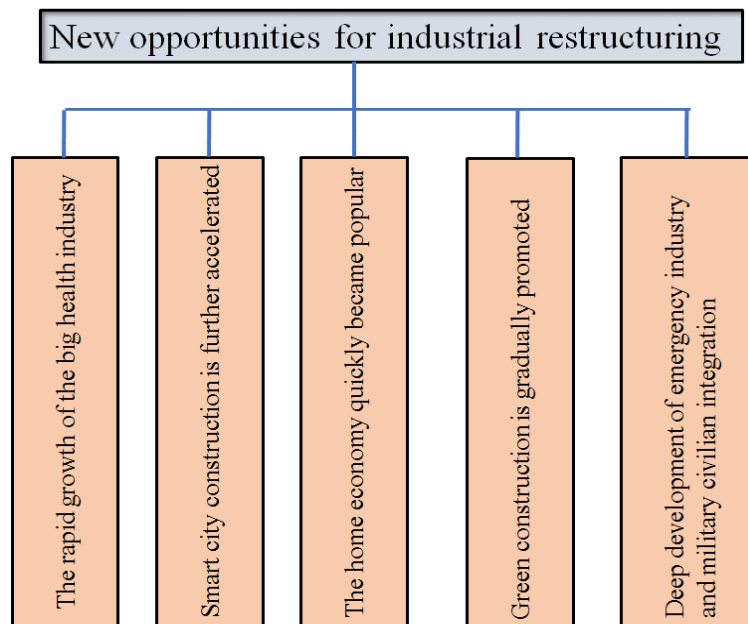 New opportunities for industrial restructuring
The rapid growth of the big health industry
Smart city construction is further accelerated
The home economy quickly became popular
Green construction is gradually promoted
Deep development of emergency industry
and military civilian integration